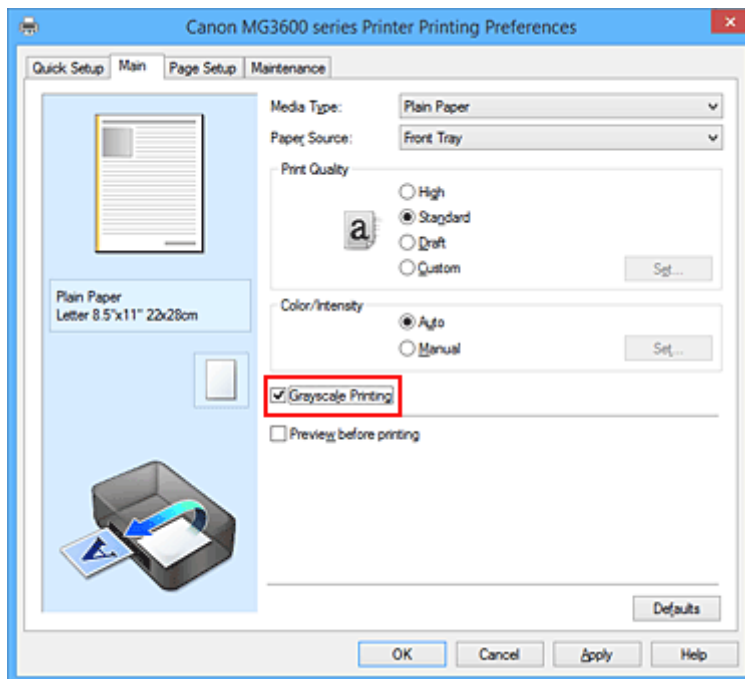 Canon MG3600 series Printer Printing Preferences
Quick Setup Main Page Setup Maintenance
Media Type: Plain Paper
Paper Source: Front Tray
Print Quality
High
a Standard
Draft
Custom Set...
Plain Paper
Letter 8.5"x11" 22x28cm
Color/Intensity
Auto
Manual Set...
Grayscale Printing
Preview before printing
A
Defaults
OK Cancel Apply Help